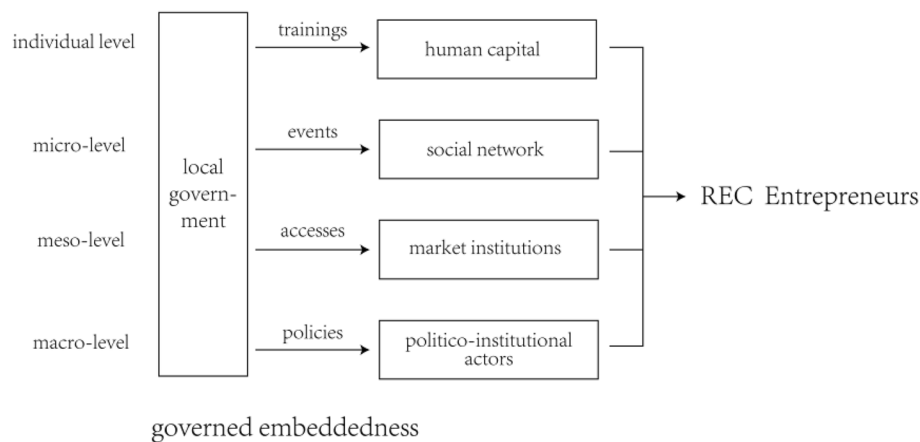 individual level
trainings
human capital
micro-level
events
social network
local
govern-
ment
REC Entrepreneurs
meso-level
accesses
market institutions
macro-level
policies
politico-institutional
actors
governed embeddedness